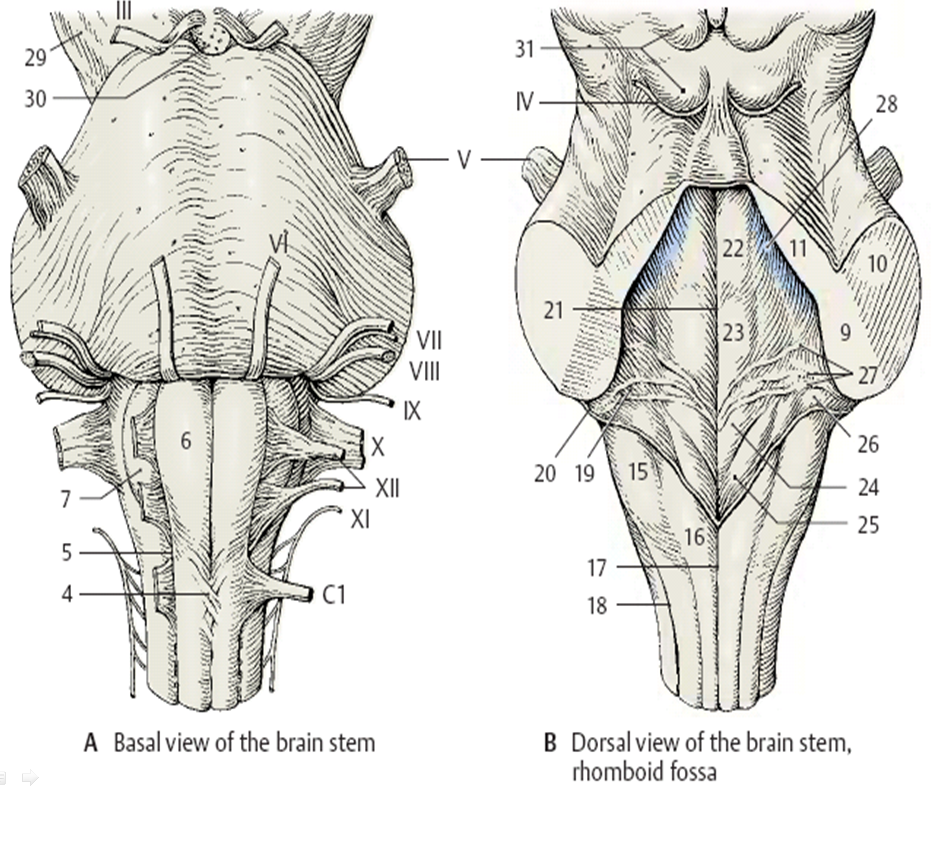 III
29
30
V
VI
VII
VIII
IX
6
X
7
XII
XI
5
4
C1
A Basal view of the brain stem
31
IV
28
22
11
10
21
23
9
27
26
20
19
15
24
25
16
17
18
B Dorsal view of the brain stem,
rhomboid fossa